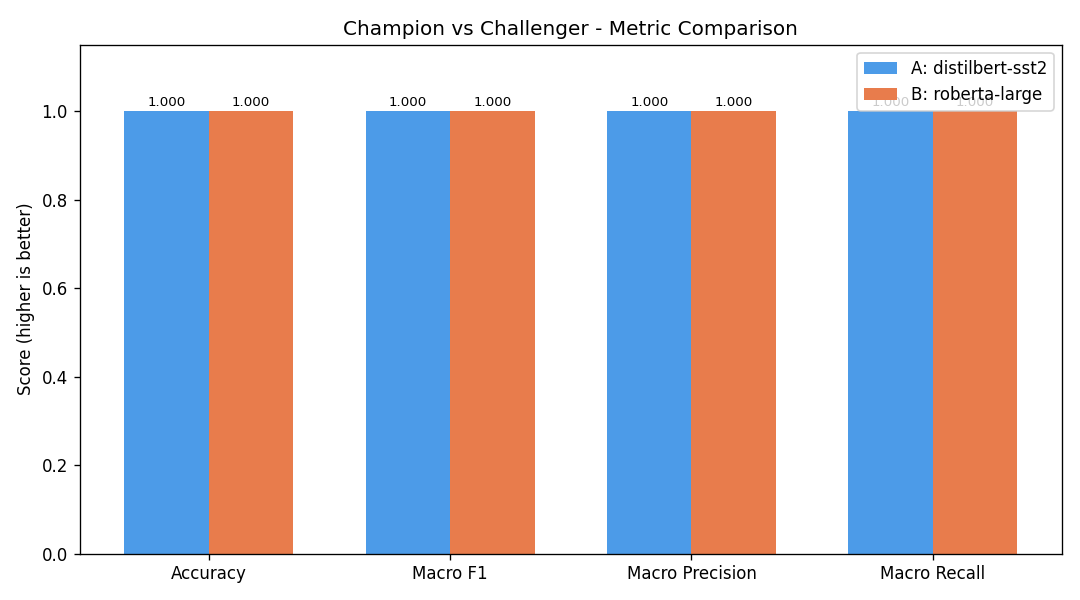 Champion vs Challenger - Metric Comparison
A: distilbert-sst2
B: roberta-large
1.000 1.000 1.000 1.000 1.000 1.000 1.000 1.000
Score (higher is better)
1.0
0.8
0.6
0.4
0.2
0.0
Accuracy Macro F1 Macro Precision Macro Recall